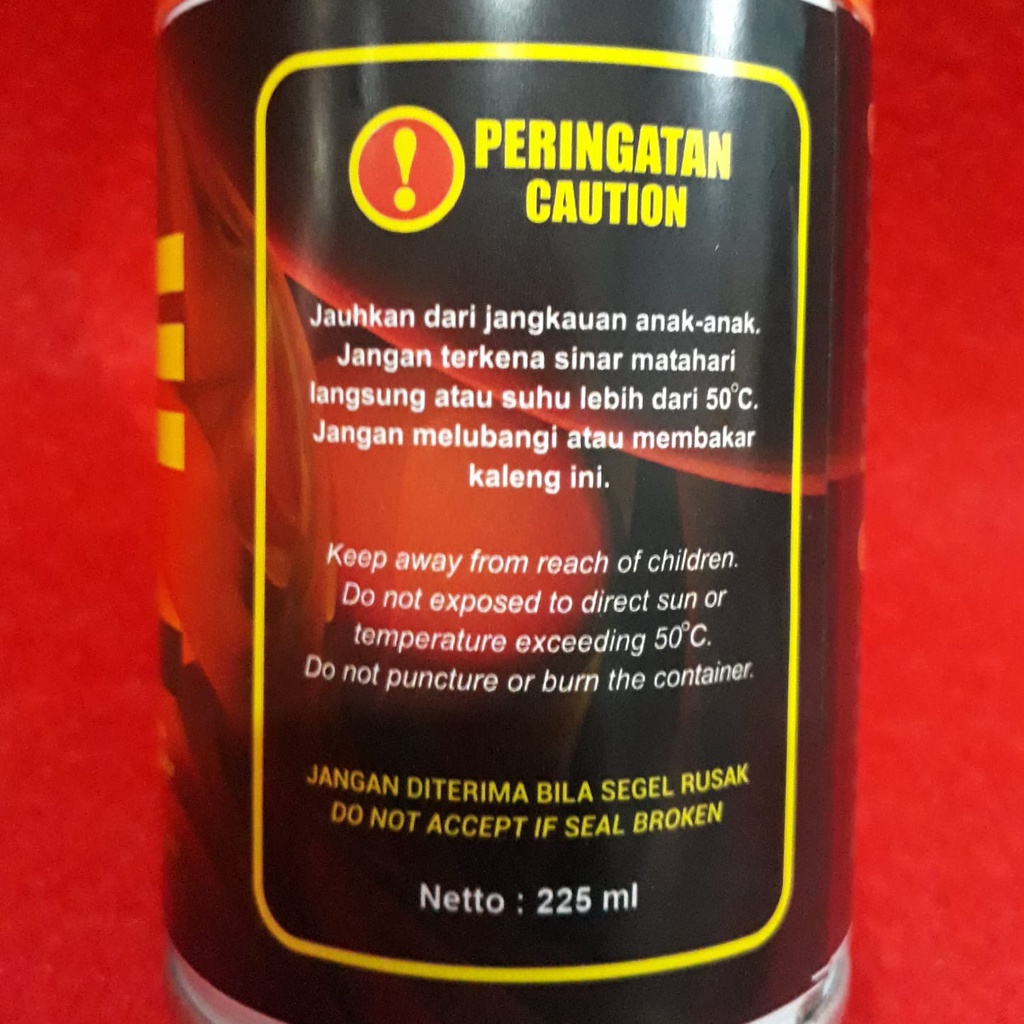 PERINGATAN
CAUTION
Jauhkan dari jangkauan anak-anak.
Jangan terkena sinar matahari
langsung atau suhu lebih dari 50°C.
Jangan melubangi atau membakar
kaleng ini.
Keep away from reach of children.
Do not exposed to direct sun or
temperature exceeding 50°C.
Do not puncture or burn the container.
JANGAN DITERIMA BILA SEGEL RUSAK
DO NOT ACCEPT IF SEAL BROKEN
Netto : 225 ml